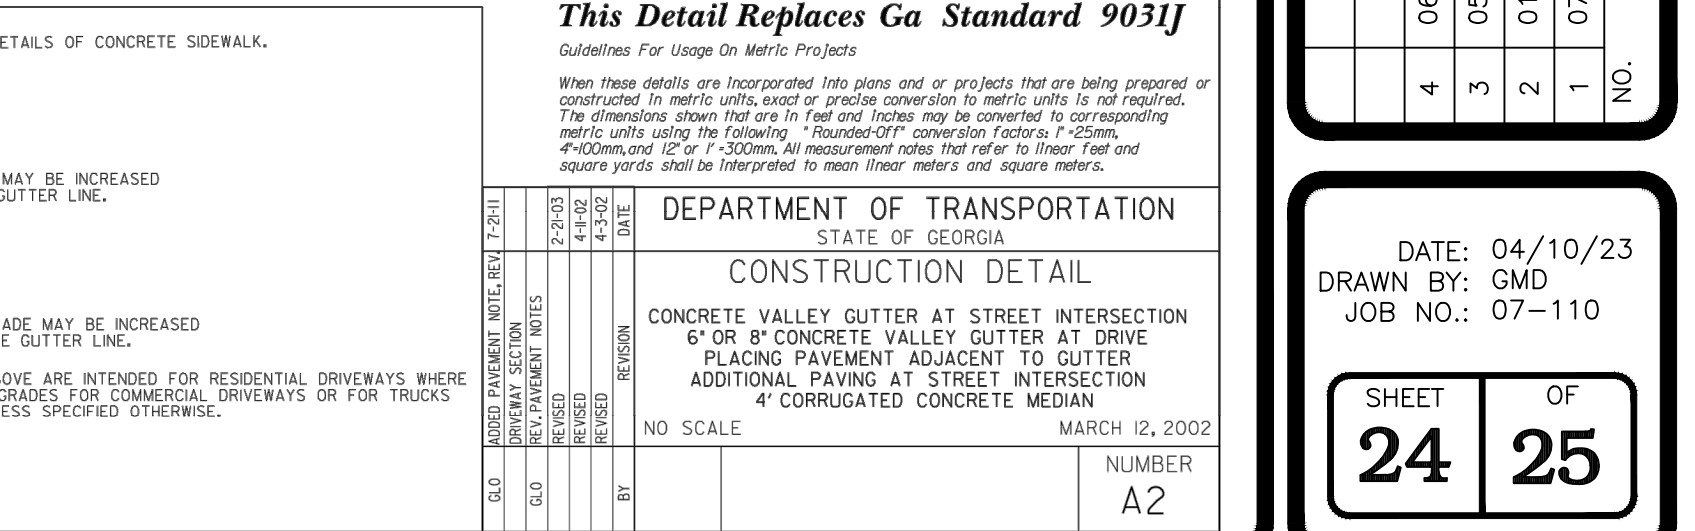 ETAILS OF CONCRETE SIDEWALK.
MAY BE INCREASED
GUTTER LINE.
ADE MAY BE INCREASED
E GUTTER LINE.
OVE ARE INTENDED FOR RESIDENTIAL DRIVEWAYS WHERE
GRADES FOR COMMERCIAL DRIVEWAYS OR FOR TRUCKS
ESS SPECIFIED OTHERWISE.
This Detail Replaces Ga Standard 9031J
Guidelines For Usage On Metric Projects
When these details are incorporated into plans and or projects that are being prepared or
constructed in metric units, exact or precise conversion to metric units is not required.
The dimensions shown that are in feet and inches may be converted to corresponding
metric units using the following "Rounded-Off" conversion factors: 1"=25mm,
4"=100mm, and 12" or 1'=300mm. All measurement notes that refer to linear feet and
square yards shall be interpreted to mean linear meters and square meters.
7-21-11
ADDED PAVEMENT NOTE, REV.
DRIVEWAY SECTION
GLO
REV. PAVEMENT NOTES
GLO
2-21-03
REVISED
4-11-02
REVISED
4-3-02
REVISED
DATE
REVISION
BY
DEPARTMENT OF TRANSPORTATION
STATE OF GEORGIA
CONSTRUCTION DETAIL
CONCRETE VALLEY GUTTER AT STREET INTERSECTION
6" OR 8" CONCRETE VALLEY GUTTER AT DRIVE
PLACING PAVEMENT ADJACENT TO GUTTER
ADDITIONAL PAVING AT STREET INTERSECTION
4' CORRUGATED CONCRETE MEDIAN
NO SCALE MARCH 12, 2002
NUMBER
A2
4 06
3 05
2 01
1 07
NO.
DATE: 04/10/23
DRAWN BY: GMD
JOB NO.: 07-110
SHEET OF
24 25